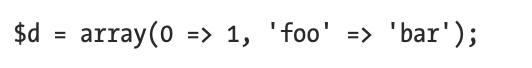 $d = array(0 => 1, 'foo' => 'bar');